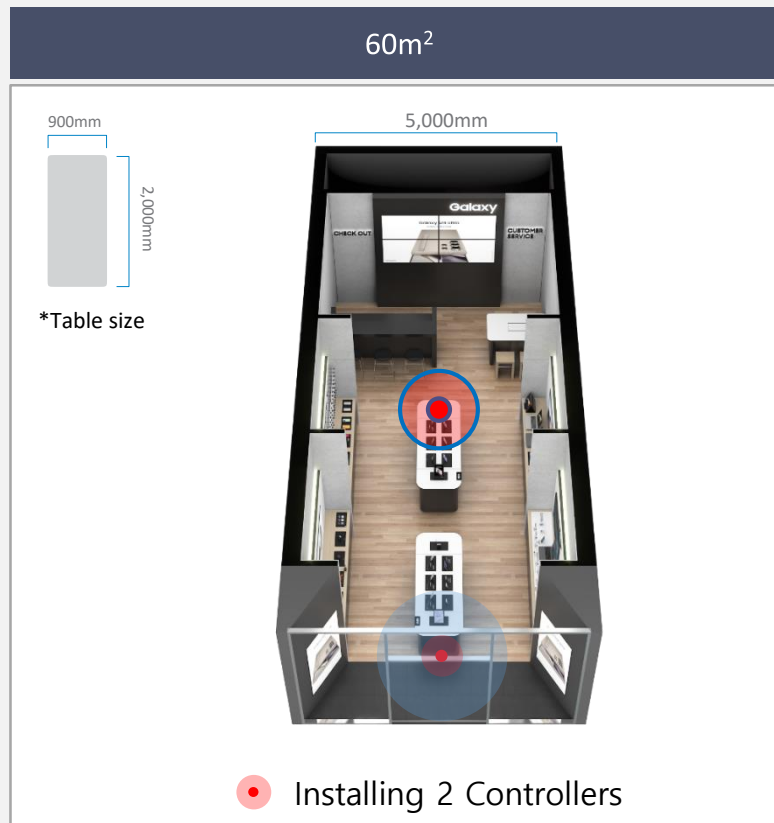 60m²
900mm
5,000mm
2,000mm
*Table size
Galaxy
CHECK OUT
CUSTOMER
SERVICE
Installing 2 Controllers